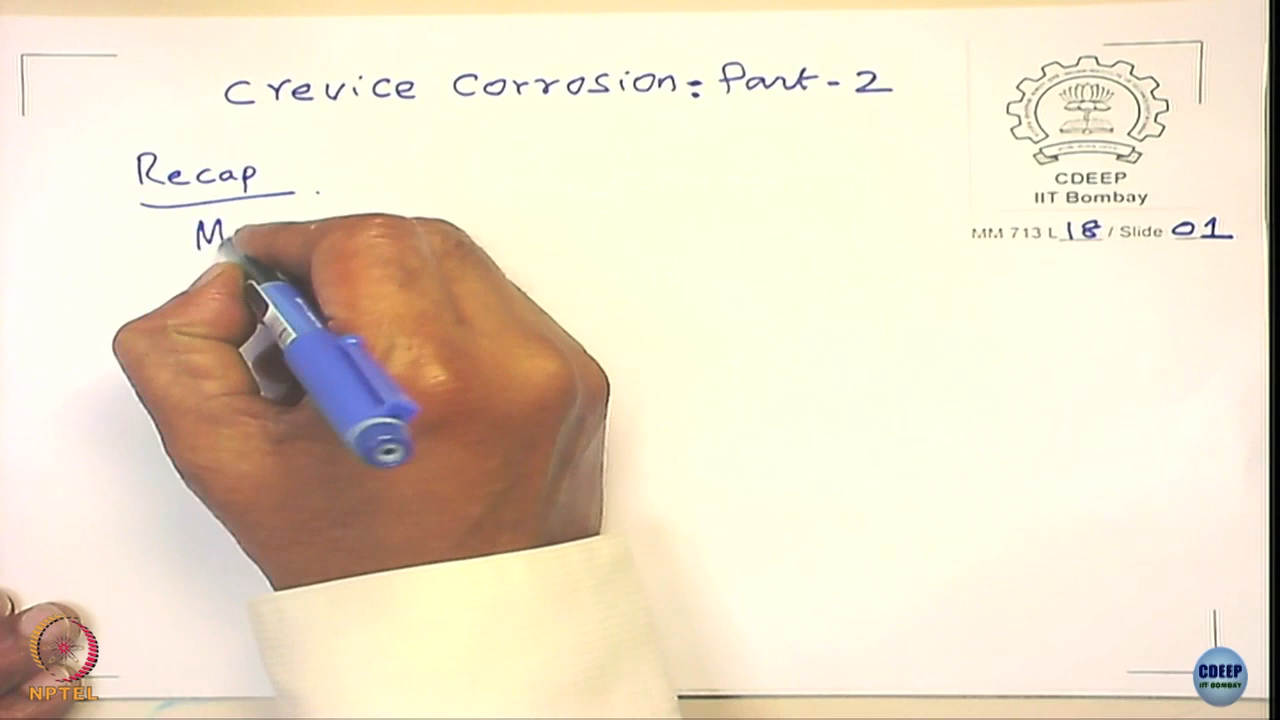 Crevice Corrosion: Part-2
Recap
M
CDEEP
IIT Bombay
MM 713 L 18 / Slide 01
NPTEL
CDEEP
IIT BOMBAY